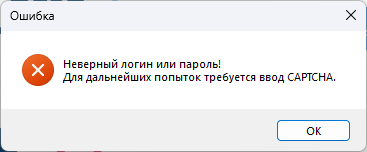 Ошибка
Неверный логин или пароль!
Для дальнейших попыток требуется ввод CAPTCHA.
OK